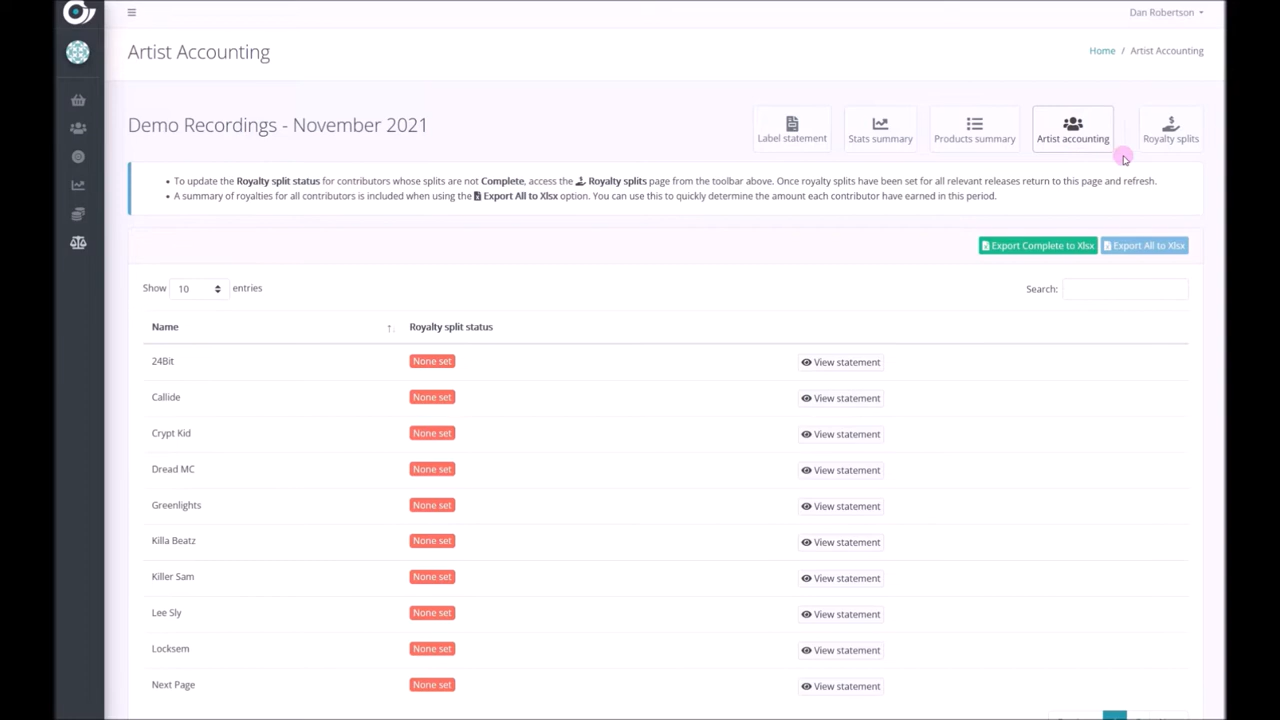 Dan Robertson
Artist Accounting
Home / Artist Accounting
Demo Recordings - November 2021
Label statement
Stats summary
Products summary
Artist accounting
Royalty splits
To update the Royalty split status for contributors whose splits are not Complete, access the Royalty splits page from the toolbar above. Once royalty splits have been set for all relevant releases return to this page and refresh.
A summary of royalties for all contributors is included when using the Export All to Xlsx option. You can use this to quickly determine the amount each contributor have earned in this period.
Export Complete to Xlsx
Export All to Xlsx
Show 10 entries
Search:
Name Royalty split status
24Bit None set View statement
Callide None set View statement
Crypt Kid None set View statement
Dread MC None set View statement
Greenlights None set View statement
Killa Beatz None set View statement
Killer Sam None set View statement
Lee Sly None set View statement
Locksem None set View statement
Next Page None set View statement